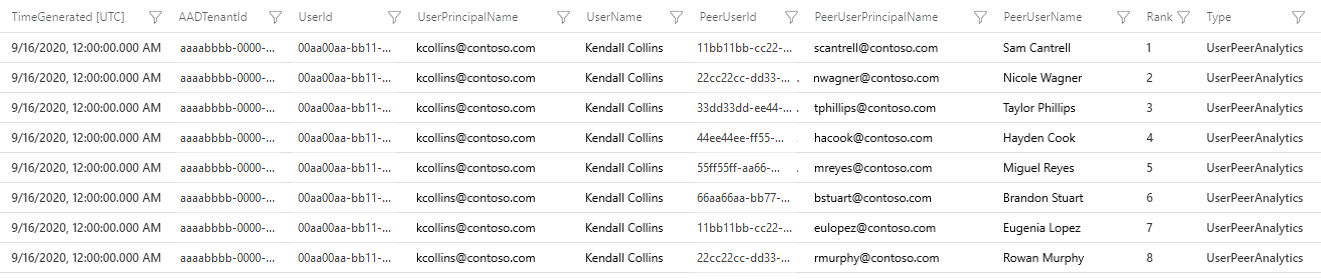 TimeGenerated [UTC] AADTenantId UserId UserPrincipalName UserName PeerUserId PeerUserPrincipalName PeerUserName Rank Type
9/16/2020, 12:00:00.000 AM aaaabbbb-0000-... 00aa00aa-bb11-... kcollins@contoso.com Kendall Collins 11bb11bb-cc22-... scantrell@contoso.com Sam Cantrell 1 UserPeerAnalytics
9/16/2020, 12:00:00.000 AM aaaabbbb-0000-... 00aa00aa-bb11-... kcollins@contoso.com Kendall Collins 22cc22cc-dd33-... . nwagner@contoso.com Nicole Wagner 2 UserPeerAnalytics
9/16/2020, 12:00:00.000 AM aaaabbbb-0000-... 00aa00aa-bb11-... kcollins@contoso.com Kendall Collins 33dd33dd-ee44-... . tphillips@contoso.com Taylor Phillips 3 UserPeerAnalytics
9/16/2020, 12:00:00.000 AM aaaabbbb-0000-... 00aa00aa-bb11-... kcollins@contoso.com Kendall Collins 44ee44ee-ff55-... hacook@contoso.com Hayden Cook 4 UserPeerAnalytics
9/16/2020, 12:00:00.000 AM aaaabbbb-0000-... 00aa00aa-bb11-... kcollins@contoso.com Kendall Collins 55ff55ff-aa66-... . mreyes@contoso.com Miguel Reyes 5 UserPeerAnalytics
9/16/2020, 12:00:00.000 AM aaaabbbb-0000-... 00aa00aa-bb11-... kcollins@contoso.com Kendall Collins 66aa66aa-bb77-... bstuart@contoso.com Brandon Stuart 6 UserPeerAnalytics
9/16/2020, 12:00:00.000 AM aaaabbbb-0000-... 00aa00aa-bb11-... kcollins@contoso.com Kendall Collins 11bb11bb-cc22-... eulopez@contoso.com Eugenia Lopez 7 UserPeerAnalytics
9/16/2020, 12:00:00.000 AM aaaabbbb-0000-... 00aa00aa-bb11-... kcollins@contoso.com Kendall Collins 22cc22cc-dd33-... rmurphy@contoso.com Rowan Murphy 8 UserPeerAnalytics